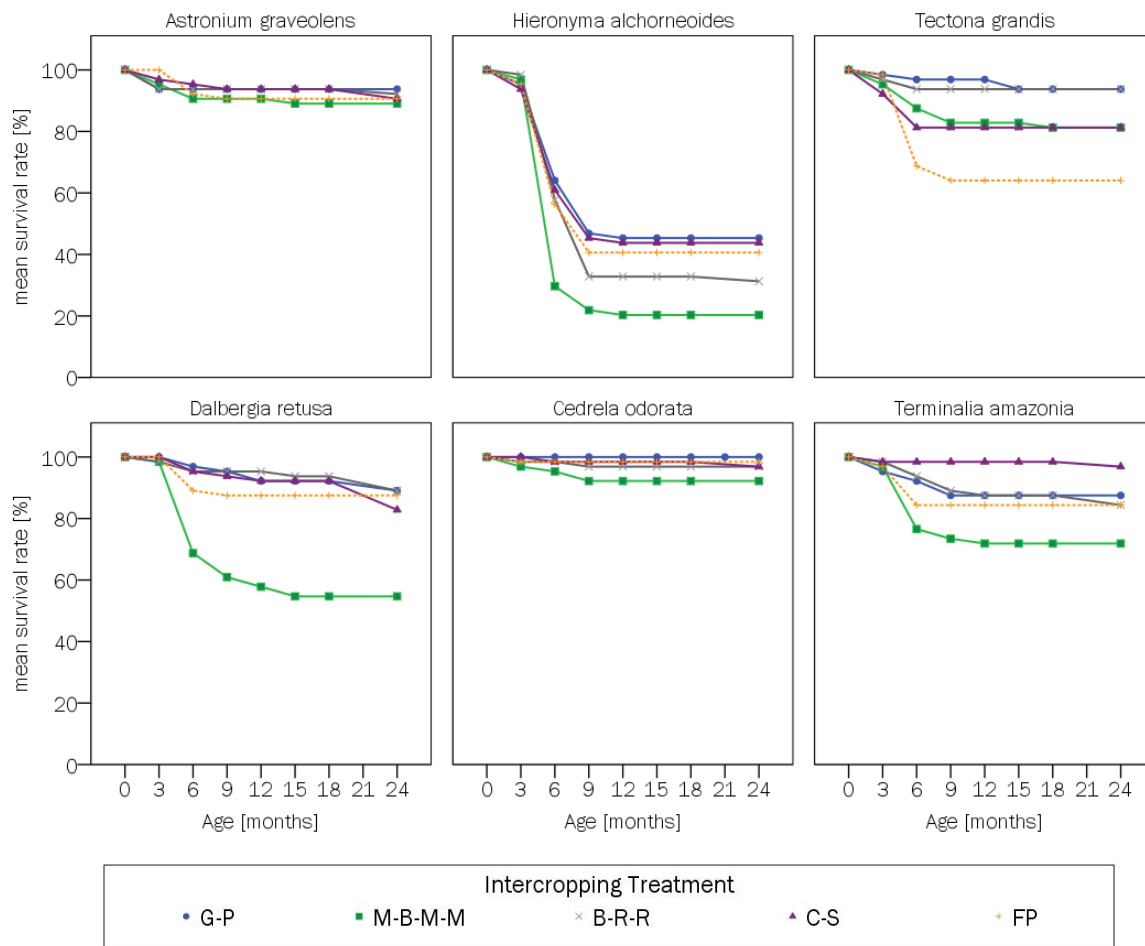 Astronium graveolens
Hieronyma alchorneoides
Tectona grandis
mean survival rate [%]
100
80
60
40
20
0
Dalbergia retusa
Cedrela odorata
Terminalia amazonia
mean survival rate [%]
100
80
60
40
20
0
0 3 6 9 12 15 18 21 24
0 3 6 9 12 15 18 21 24
0 3 6 9 12 15 18 21 24
Age [months]
Age [months]
Age [months]
Intercropping Treatment
G-P M-B-M-M B-R-R C-S FP